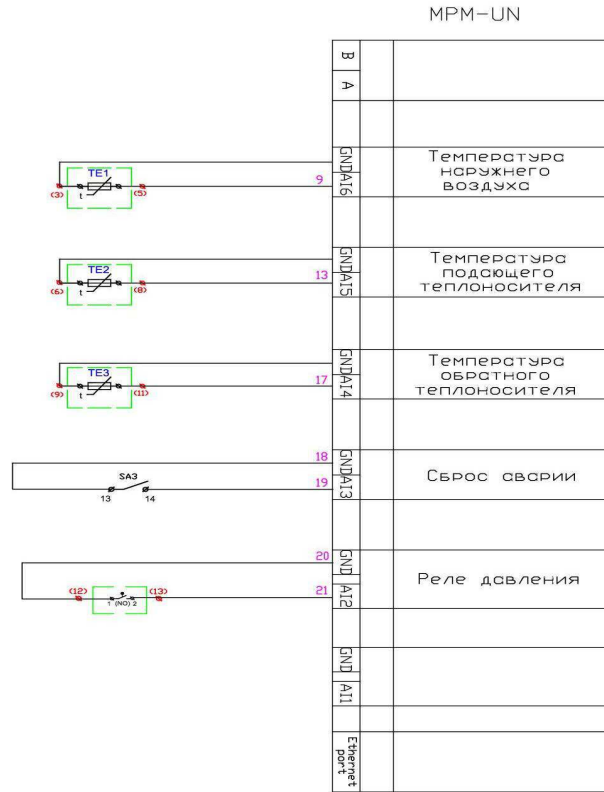 MPM-UN
B
A
TE1
(3)
t
(5)
9
GND
AI6
Температура
наружнего
воздуха
TE2
(6)
t
(8)
13
GND
AI5
Температура
подающего
теплоносителя
TE3
(9)
t
(11)
17
GND
AI4
Температура
обратного
теплоносителя
18
SA3
13
14
19
GND
AI3
Сброс аварии
20
(12)
1 (NO) 2
(13)
21
GND
AI2
Реле давления
GND
AI1
Ethernet
port